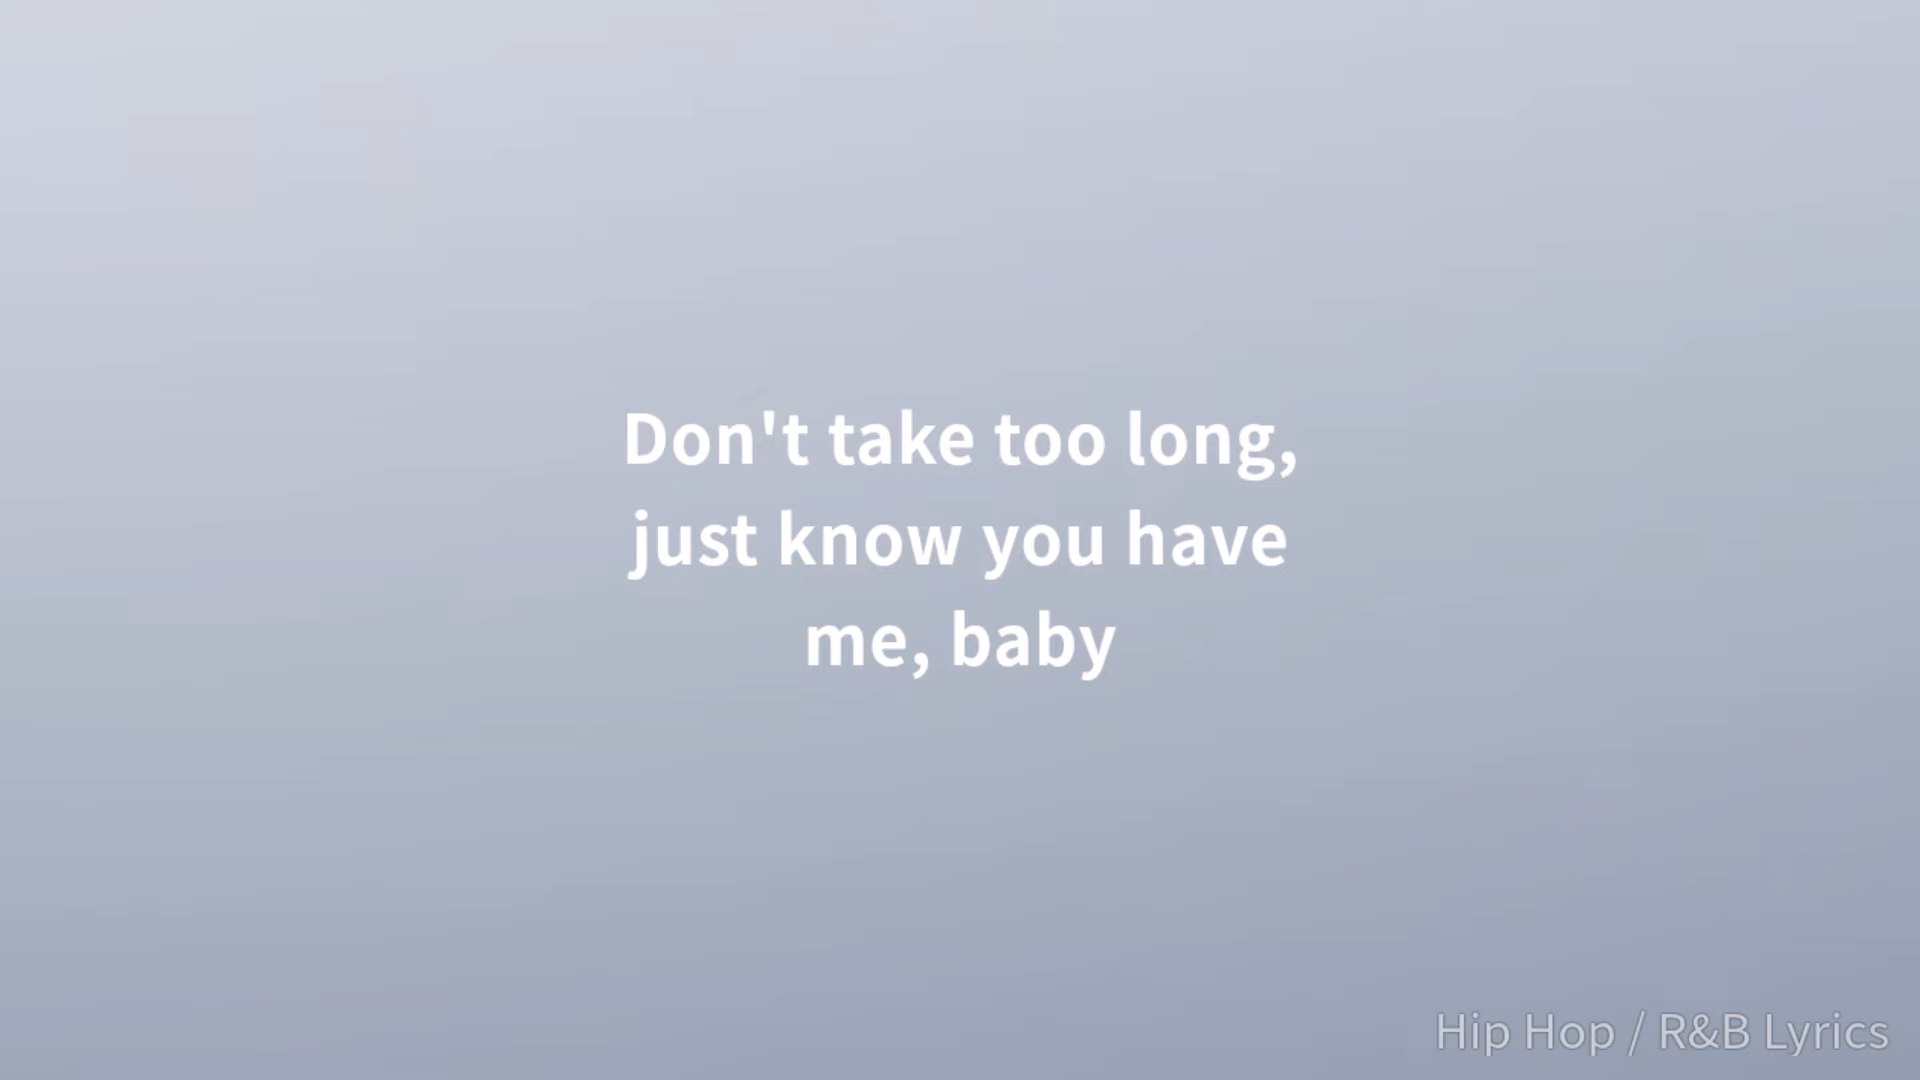 Don't take too long,
just know you have
me, baby
Hip Hop / R&B Lyrics